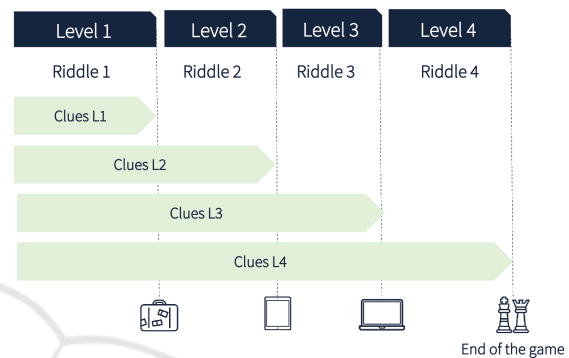 Level 1 Level 2 Level 3 Level 4
Riddle 1 Riddle 2 Riddle 3 Riddle 4
Clues L1
Clues L2
Clues L3
Clues L4
End of the game